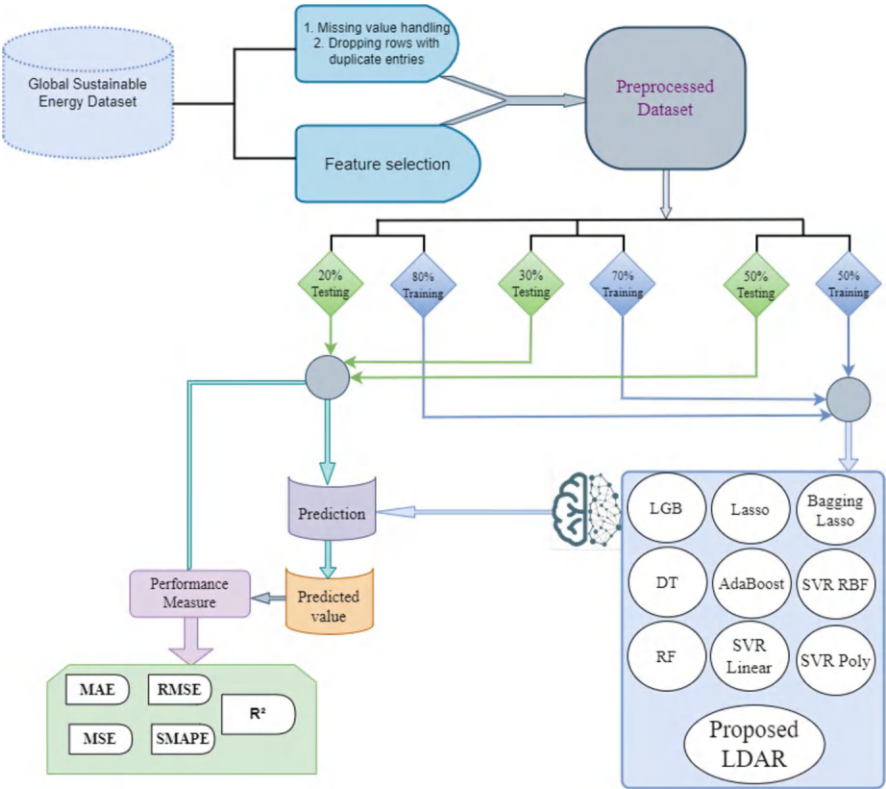 Global Sustainable
Energy Dataset
1. Missing value handling
2. Dropping rows with
duplicate entries
Feature selection
Preprocessed
Dataset
20%
Testing
80%
Training
30%
Testing
70%
Training
50%
Testing
50%
Training
Prediction
Predicted
value
Performance
Measure
MAE
RMSE
R²
MSE
SMAPE
LGB
Lasso
Bagging
Lasso
DT
AdaBoost
SVR RBF
RF
SVR
Linear
SVR Poly
Proposed
LDAR